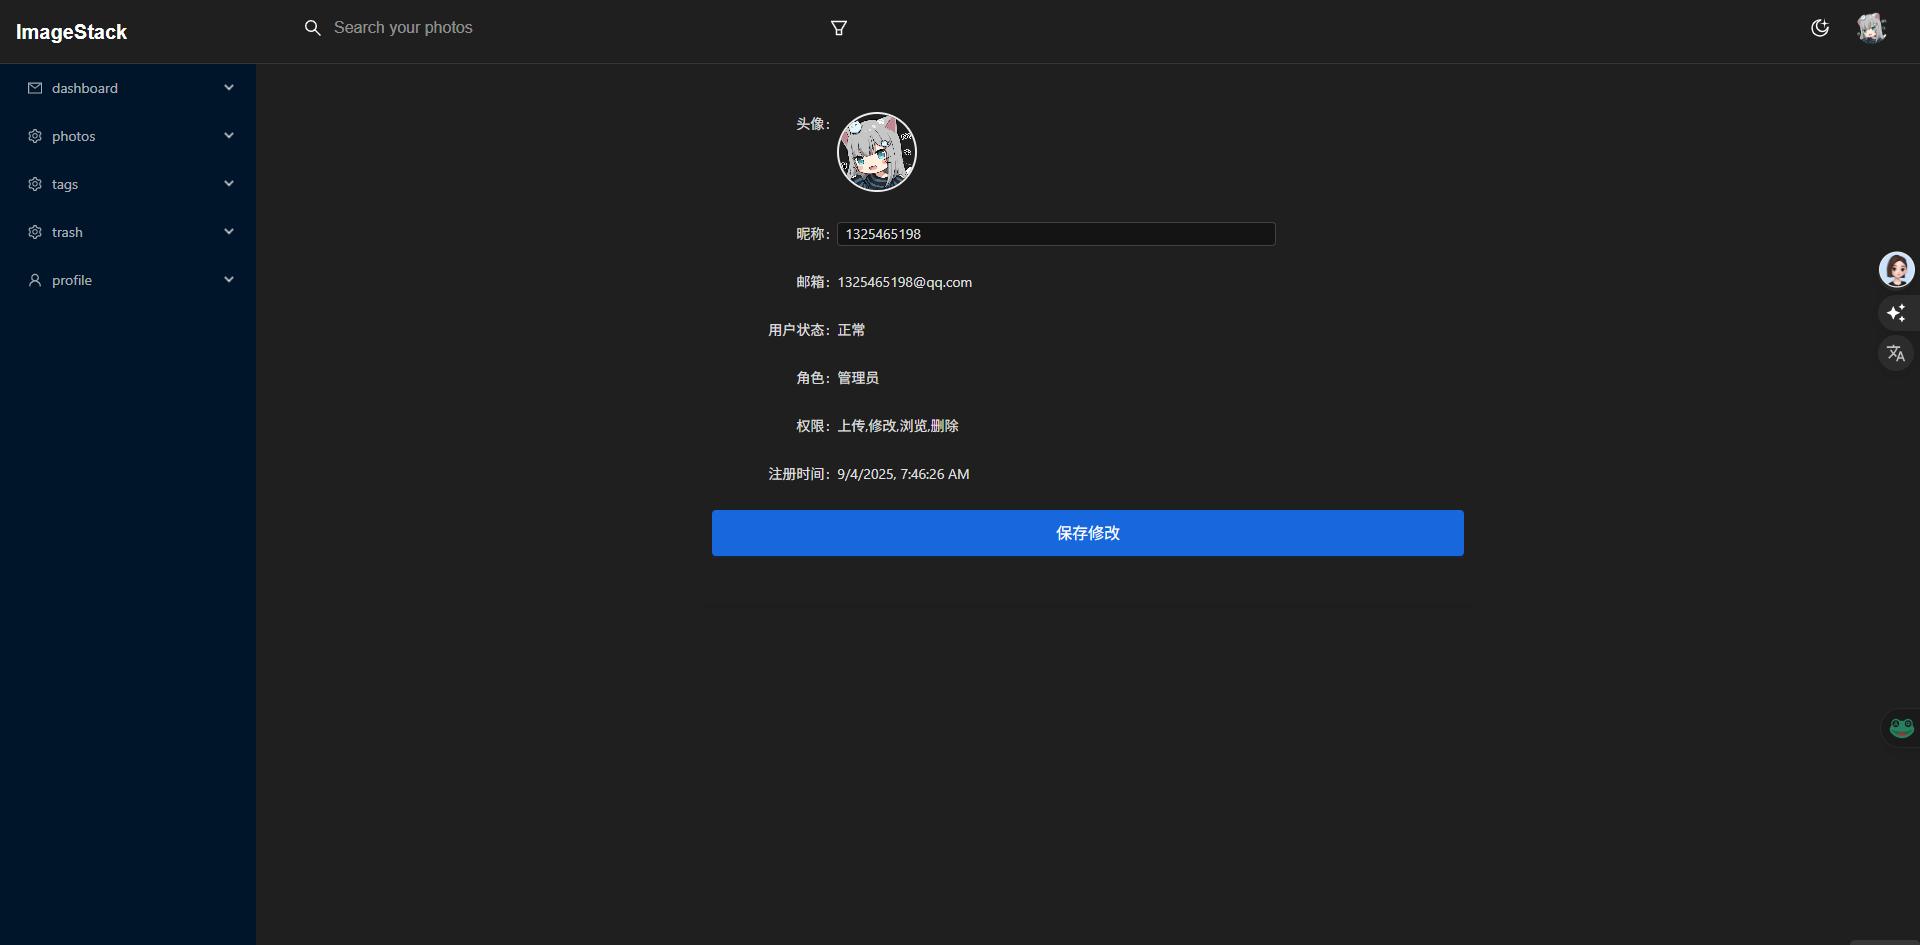 ImageStack
Search your photos
dashboard
photos
tags
trash
profile
头像:
昵称: 1325465198
邮箱: 1325465198@qq.com
用户状态: 正常
角色: 管理员
权限: 上传,修改,浏览,删除
注册时间: 9/4/2025, 7:46:26 AM
保存修改